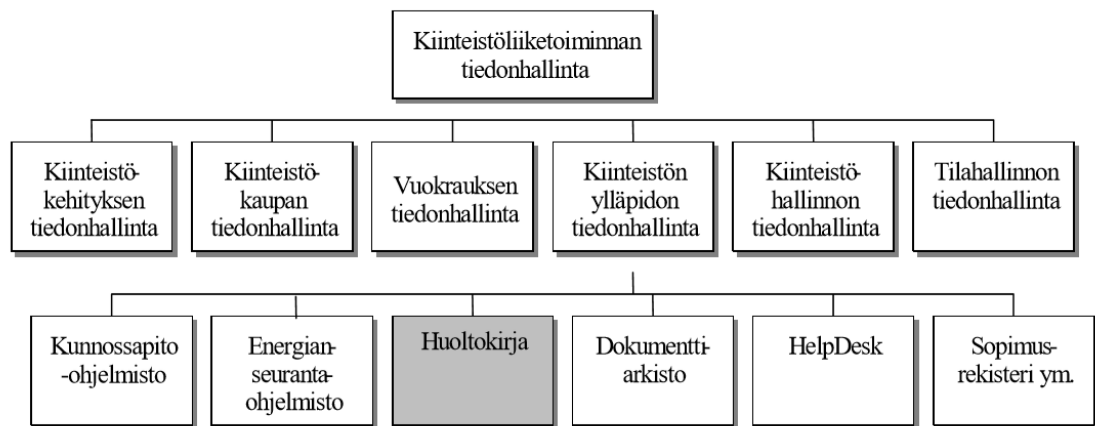 Kiinteistöliiketoiminnan
tiedonhallinta
Kiinteistö-
kehityksen
tiedonhallinta
Kiinteistö-
kaupan
tiedonhallinta
Vuokrauksen
tiedonhallinta
Kiinteistön
ylläpidon
tiedonhallinta
Kiinteistö-
hallinnon
tiedonhallinta
Tilahallinnon
tiedonhallinta
Kunnossapito
-ohjelmisto
Energian-
seuranta-
ohjelmisto
Huoltokirja
Dokumentti-
arkisto
HelpDesk
Sopimus-
rekisteri ym.